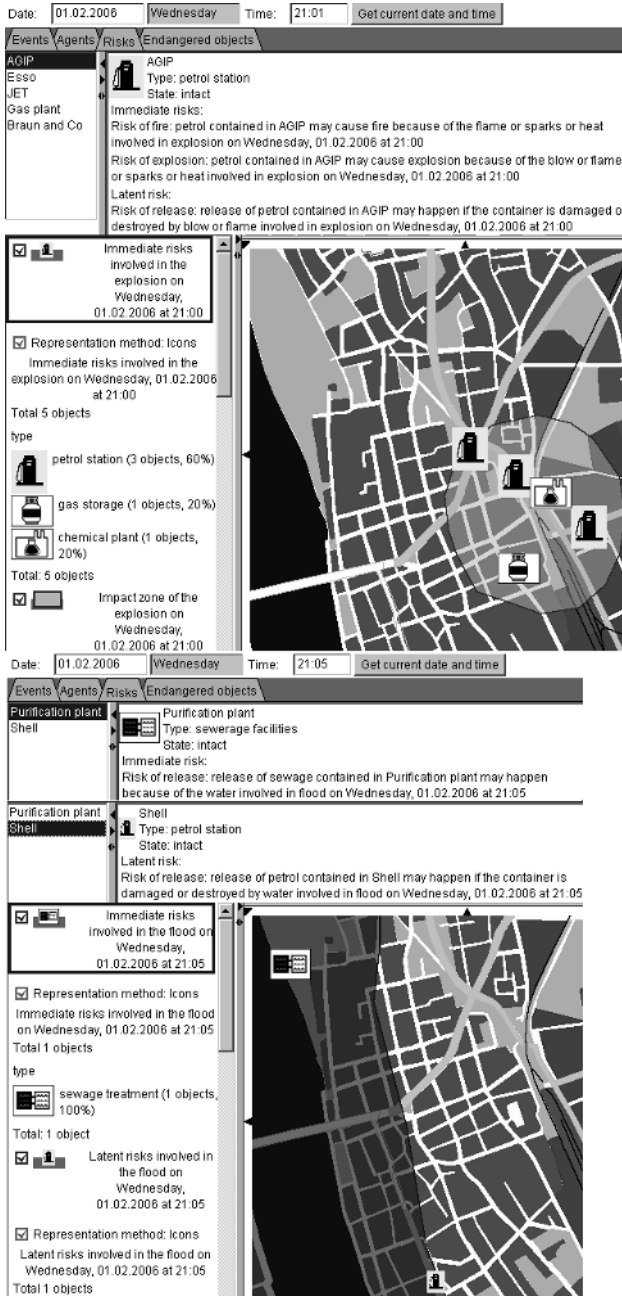 Date: 01.02.2006 Wednesday Time: 21:01 Get current date and time
Events Agents Risks Endangered objects
AGIP
Esso
JET
Gas plant
Braun and Co
AGIP
Type: petrol station
State: intact
Immediate risks:
Risk of fire: petrol contained in AGIP may cause fire because of the flame or sparks or heat
involved in explosion on Wednesday, 01.02.2006 at 21:00
Risk of explosion: petrol contained in AGIP may cause explosion because of the blow or flame
or sparks or heat involved in explosion on Wednesday, 01.02.2006 at 21:00
Latent risk:
Risk of release: release of petrol contained in AGIP may happen if the container is damaged o
destroyed by blow or flame involved in explosion on Wednesday, 01.02.2006 at 21:00
Immediate risks
involved in the
explosion on
Wednesday,
01.02.2006 at 21:00
Representation method: Icons
Immediate risks involved in the
explosion on Wednesday, 01.02.2006
at 21:00
Total 5 objects
type
petrol station (3 objects, 60%)
gas storage (1 objects, 20%)
chemical plant (1 objects,
20%)
Total: 5 objects
Impact zone of the
explosion on
Wednesday,
01.02.2006 at 21:00
Date: 01.02.2006 Wednesday Time: 21:05 Get current date and time
Events Agents Risks Endangered objects
Purification plant
Shell
Purification plant
Type: sewerage facilities
State: intact
Immediate risk:
Risk of release: release of sewage contained in Purification plant may happen
because of the water involved in flood on Wednesday, 01.02.2006 at 21:05
Purification plant
Shell
Shell
Type: petrol station
State: intact
Latent risk:
Risk of release: release of petrol contained in Shell may happen if the container is
damaged or destroyed by water involved in flood on Wednesday, 01.02.2006 at 21:05
Immediate risks
involved in the flood on
Wednesday,
01.02.2006 at 21:05
Representation method: Icons
Immediate risks involved in the flood
on Wednesday, 01.02.2006 at 21:05
Total 1 objects
type
sewage treatment (1 objects,
100%)
Total: 1 object
Latent risks involved in
the flood on
Wednesday,
01.02.2006 at 21:05
Representation method: Icons
Latent risks involved in the flood on
Wednesday, 01.02.2006 at 21:05
Total 1 objects